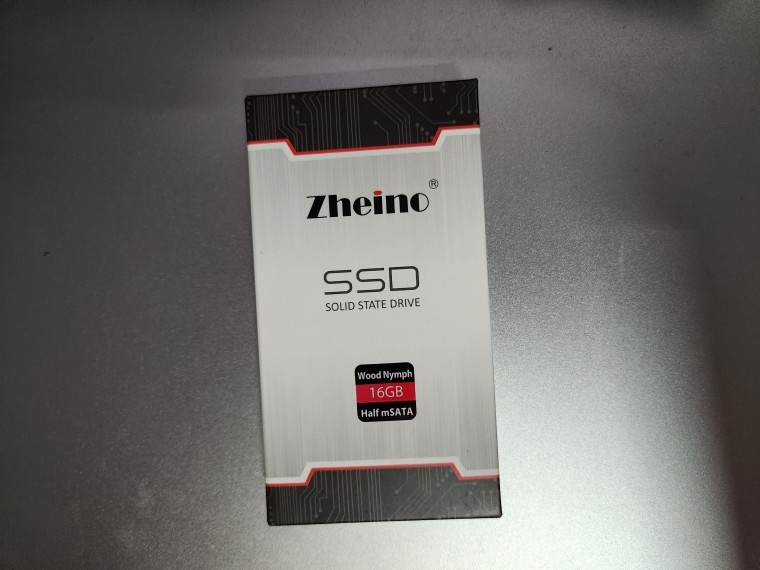 Zheino®
SSD
SOLID STATE DRIVE
Wood Nymph
16GB
Half mSATA